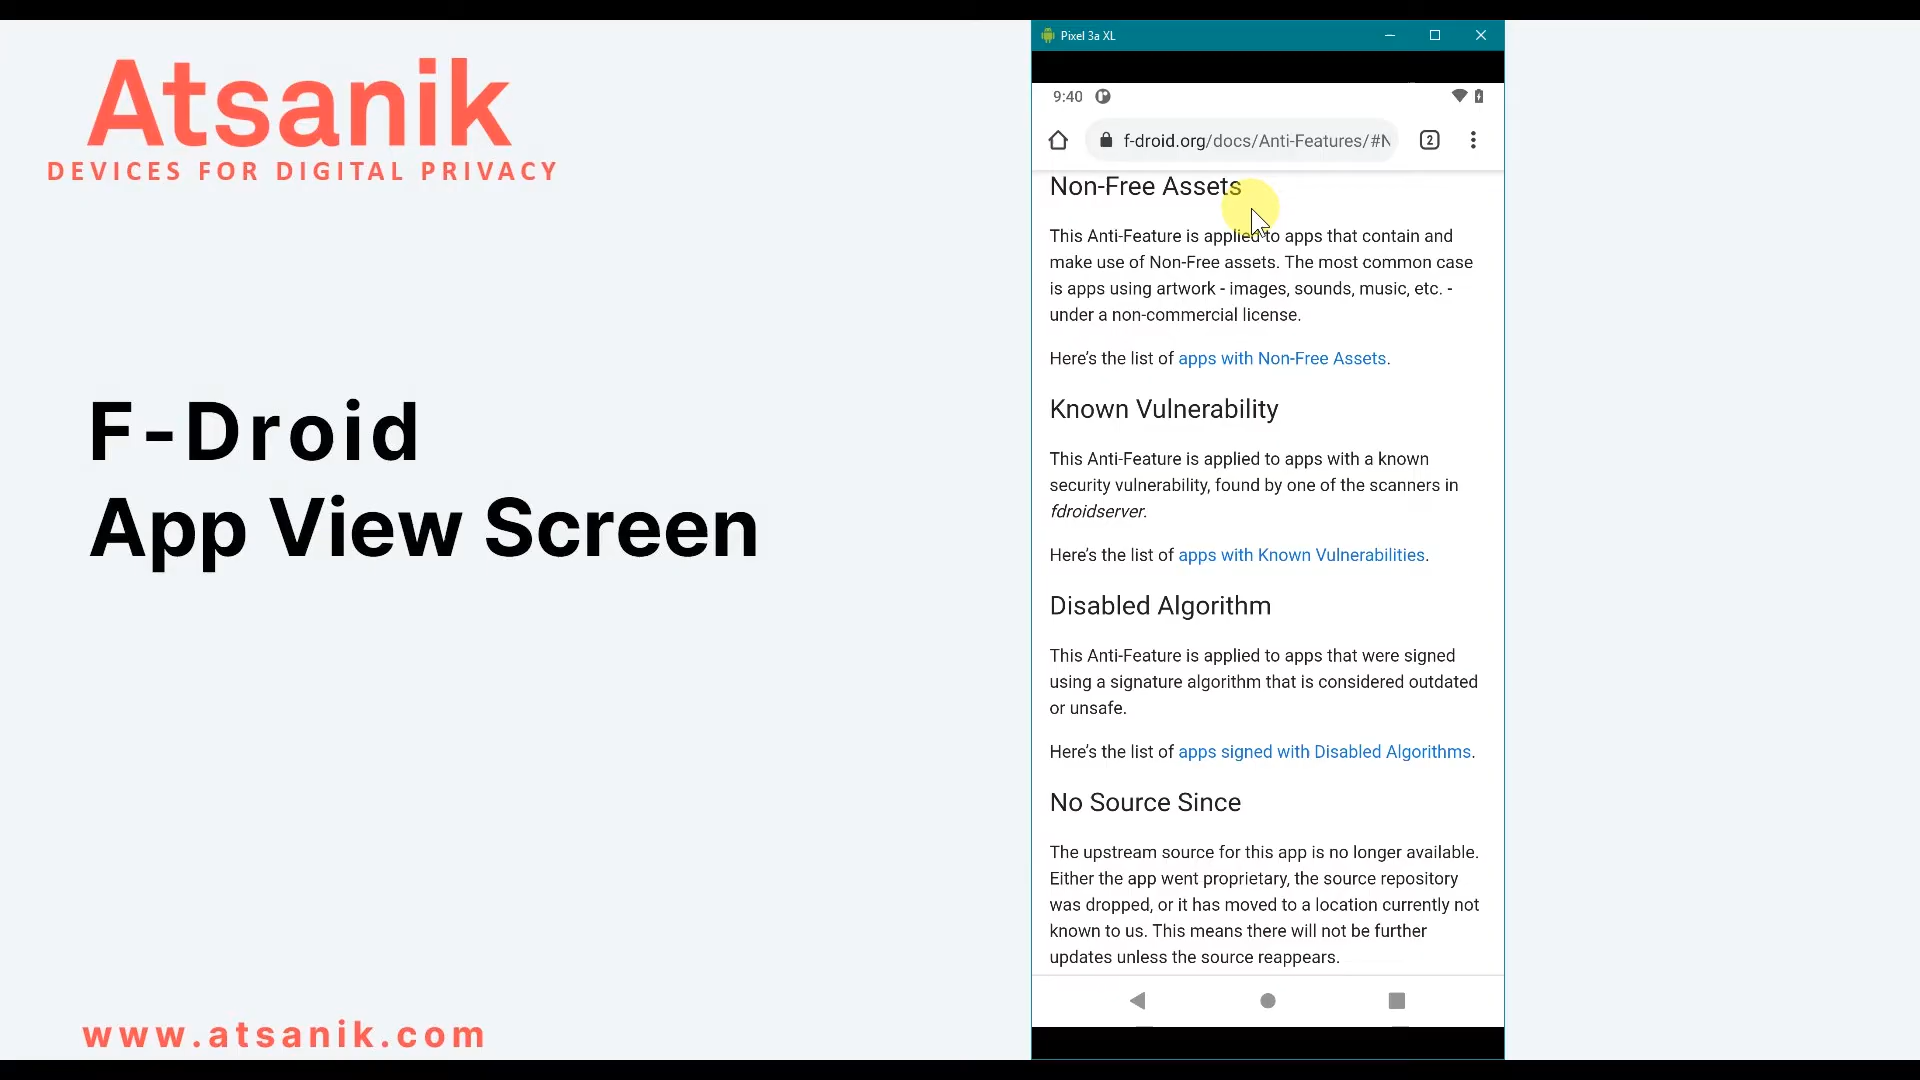 Atsanik
DEVICES FOR DIGITAL PRIVACY
F-Droid
App View Screen
www.atsanik.com
Pixel 3a XL
9:40
f-droid.org/docs/Anti-Features/#N
2
Non-Free Assets
This Anti-Feature is applied to apps that contain and
make use of Non-Free assets. The most common case
is apps using artwork - images, sounds, music, etc. -
under a non-commercial license.
Here’s the list of apps with Non-Free Assets.
Known Vulnerability
This Anti-Feature is applied to apps with a known
security vulnerability, found by one of the scanners in
fdroidserver.
Here’s the list of apps with Known Vulnerabilities.
Disabled Algorithm
This Anti-Feature is applied to apps that were signed
using a signature algorithm that is considered outdated
or unsafe.
Here’s the list of apps signed with Disabled Algorithms.
No Source Since
The upstream source for this app is no longer available.
Either the app went proprietary, the source repository
was dropped, or it has moved to a location currently not
known to us. This means there will not be further
updates unless the source reappears.